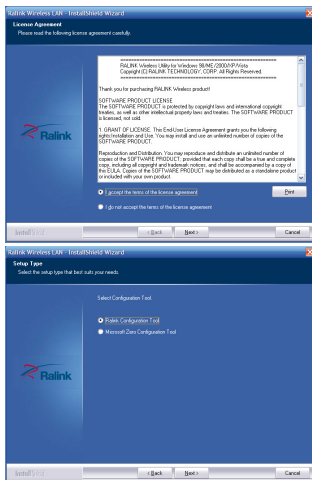 Ralink Wireless LAN - InstallShield Wizard
License Agreement
Please read the following license agreement carefully.
RALINK Wireless Utility for Windows 98/ME/2000/XP/Vista
Copyright (C) RALINK TECHNOLOGY, CORP. All Rights Reserved.
Thank you for purchasing RALINK Wireless product!
SOFTWARE PRODUCT LICENSE
The SOFTWARE PRODUCT is protected by copyright laws and international copyright
treaties, as well as other intellectual property laws and treaties. The SOFTWARE PRODUCT
is licensed, not sold.
1. GRANT OF LICENSE. This End-User License Agreement grants you the following
rights:Installation and Use. You may install and use an unlimited number of copies of the
SOFTWARE PRODUCT.
Reproduction and Distribution. You may reproduce and distribute an unlimited number of
copies of the SOFTWARE PRODUCT; provided that each copy shall be a true and complete
copy, including all copyright and trademark notices, and shall be accompanied by a copy of
this EULA. Copies of the SOFTWARE PRODUCT may be distributed as a standalone product
or included with your own product.
Ralink
I accept the terms of the license agreement
Print
I do not accept the terms of the license agreement
InstallShield
< Back
Next >
Cancel
Ralink Wireless LAN - InstallShield Wizard
Setup Type
Select the setup type that best suits your needs.
Select Configuration Tool.
Ralink Configuration Tool
Microsoft Zero Configuration Tool
Ralink
InstallShield
< Back
Next >
Cancel